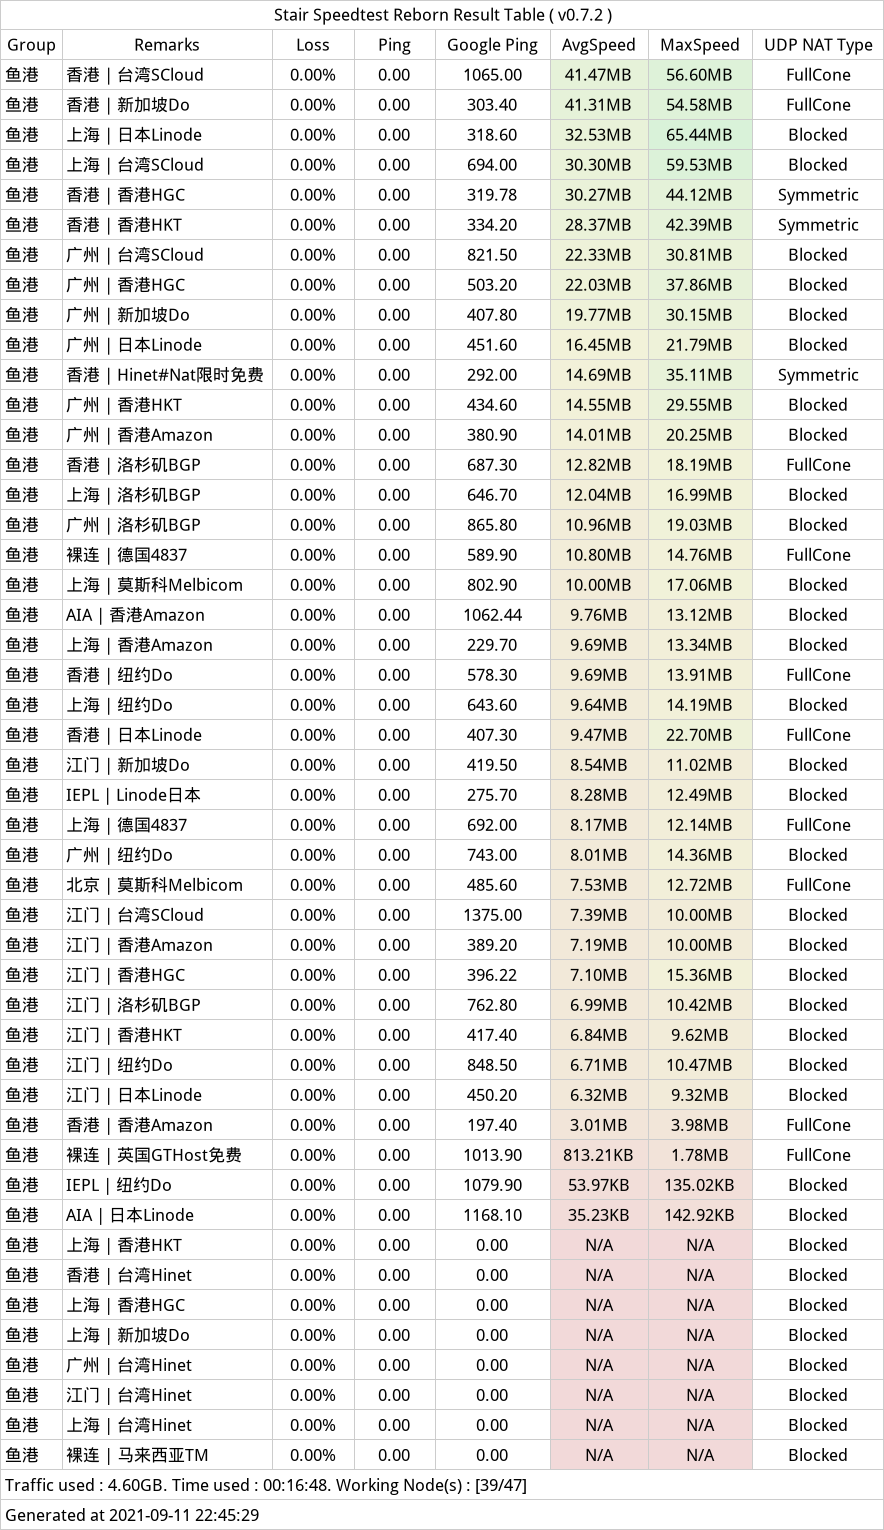 Stair Speedtest Reborn Result Table ( v0.7.2 )
Group Remarks Loss Ping Google Ping AvgSpeed MaxSpeed UDP NAT Type
鱼港 香港 | 台湾SCloud 0.00% 0.00 1065.00 41.47MB 56.60MB FullCone
鱼港 香港 | 新加坡Do 0.00% 0.00 303.40 41.31MB 54.58MB FullCone
鱼港 上海 | 日本Linode 0.00% 0.00 318.60 32.53MB 65.44MB Blocked
鱼港 上海 | 台湾SCloud 0.00% 0.00 694.00 30.30MB 59.53MB Blocked
鱼港 香港 | 香港HGC 0.00% 0.00 319.78 30.27MB 44.12MB Symmetric
鱼港 香港 | 香港HKT 0.00% 0.00 334.20 28.37MB 42.39MB Symmetric
鱼港 广州 | 台湾SCloud 0.00% 0.00 821.50 22.33MB 30.81MB Blocked
鱼港 广州 | 香港HGC 0.00% 0.00 503.20 22.03MB 37.86MB Blocked
鱼港 广州 | 新加坡Do 0.00% 0.00 407.80 19.77MB 30.15MB Blocked
鱼港 广州 | 日本Linode 0.00% 0.00 451.60 16.45MB 21.79MB Blocked
鱼港 香港 | Hinet#Nat限时免费 0.00% 0.00 292.00 14.69MB 35.11MB Symmetric
鱼港 广州 | 香港HKT 0.00% 0.00 434.60 14.55MB 29.55MB Blocked
鱼港 广州 | 香港Amazon 0.00% 0.00 380.90 14.01MB 20.25MB Blocked
鱼港 香港 | 洛杉矶BGP 0.00% 0.00 687.30 12.82MB 18.19MB FullCone
鱼港 上海 | 洛杉矶BGP 0.00% 0.00 646.70 12.04MB 16.99MB Blocked
鱼港 广州 | 洛杉矶BGP 0.00% 0.00 865.80 10.96MB 19.03MB Blocked
鱼港 裸连 | 德国4837 0.00% 0.00 589.90 10.80MB 14.76MB FullCone
鱼港 上海 | 莫斯科Melbicom 0.00% 0.00 802.90 10.00MB 17.06MB Blocked
鱼港 AIA | 香港Amazon 0.00% 0.00 1062.44 9.76MB 13.12MB Blocked
鱼港 上海 | 香港Amazon 0.00% 0.00 229.70 9.69MB 13.34MB Blocked
鱼港 香港 | 纽约Do 0.00% 0.00 578.30 9.69MB 13.91MB FullCone
鱼港 上海 | 纽约Do 0.00% 0.00 643.60 9.64MB 14.19MB Blocked
鱼港 香港 | 日本Linode 0.00% 0.00 407.30 9.47MB 22.70MB FullCone
鱼港 江门 | 新加坡Do 0.00% 0.00 419.50 8.54MB 11.02MB Blocked
鱼港 IEPL | Linode日本 0.00% 0.00 275.70 8.28MB 12.49MB Blocked
鱼港 上海 | 德国4837 0.00% 0.00 692.00 8.17MB 12.14MB FullCone
鱼港 广州 | 纽约Do 0.00% 0.00 743.00 8.01MB 14.36MB Blocked
鱼港 北京 | 莫斯科Melbicom 0.00% 0.00 485.60 7.53MB 12.72MB FullCone
鱼港 江门 | 台湾SCloud 0.00% 0.00 1375.00 7.39MB 10.00MB Blocked
鱼港 江门 | 香港Amazon 0.00% 0.00 389.20 7.19MB 10.00MB Blocked
鱼港 江门 | 香港HGC 0.00% 0.00 396.22 7.10MB 15.36MB Blocked
鱼港 江门 | 洛杉矶BGP 0.00% 0.00 762.80 6.99MB 10.42MB Blocked
鱼港 江门 | 香港HKT 0.00% 0.00 417.40 6.84MB 9.62MB Blocked
鱼港 江门 | 纽约Do 0.00% 0.00 848.50 6.71MB 10.47MB Blocked
鱼港 江门 | 日本Linode 0.00% 0.00 450.20 6.32MB 9.32MB Blocked
鱼港 香港 | 香港Amazon 0.00% 0.00 197.40 3.01MB 3.98MB FullCone
鱼港 裸连 | 英国GTHost免费 0.00% 0.00 1013.90 813.21KB 1.78MB FullCone
鱼港 IEPL | 纽约Do 0.00% 0.00 1079.90 53.97KB 135.02KB Blocked
鱼港 AIA | 日本Linode 0.00% 0.00 1168.10 35.23KB 142.92KB Blocked
鱼港 上海 | 香港HKT 0.00% 0.00 0.00 N/A N/A Blocked
鱼港 香港 | 台湾Hinet 0.00% 0.00 0.00 N/A N/A Blocked
鱼港 上海 | 香港HGC 0.00% 0.00 0.00 N/A N/A Blocked
鱼港 上海 | 新加坡Do 0.00% 0.00 0.00 N/A N/A Blocked
鱼港 广州 | 台湾Hinet 0.00% 0.00 0.00 N/A N/A Blocked
鱼港 江门 | 台湾Hinet 0.00% 0.00 0.00 N/A N/A Blocked
鱼港 上海 | 台湾Hinet 0.00% 0.00 0.00 N/A N/A Blocked
鱼港 裸连 | 马来西亚TM 0.00% 0.00 0.00 N/A N/A Blocked
Traffic used : 4.60GB. Time used : 00:16:48. Working Node(s) : [39/47]
Generated at 2021-09-11 22:45:29